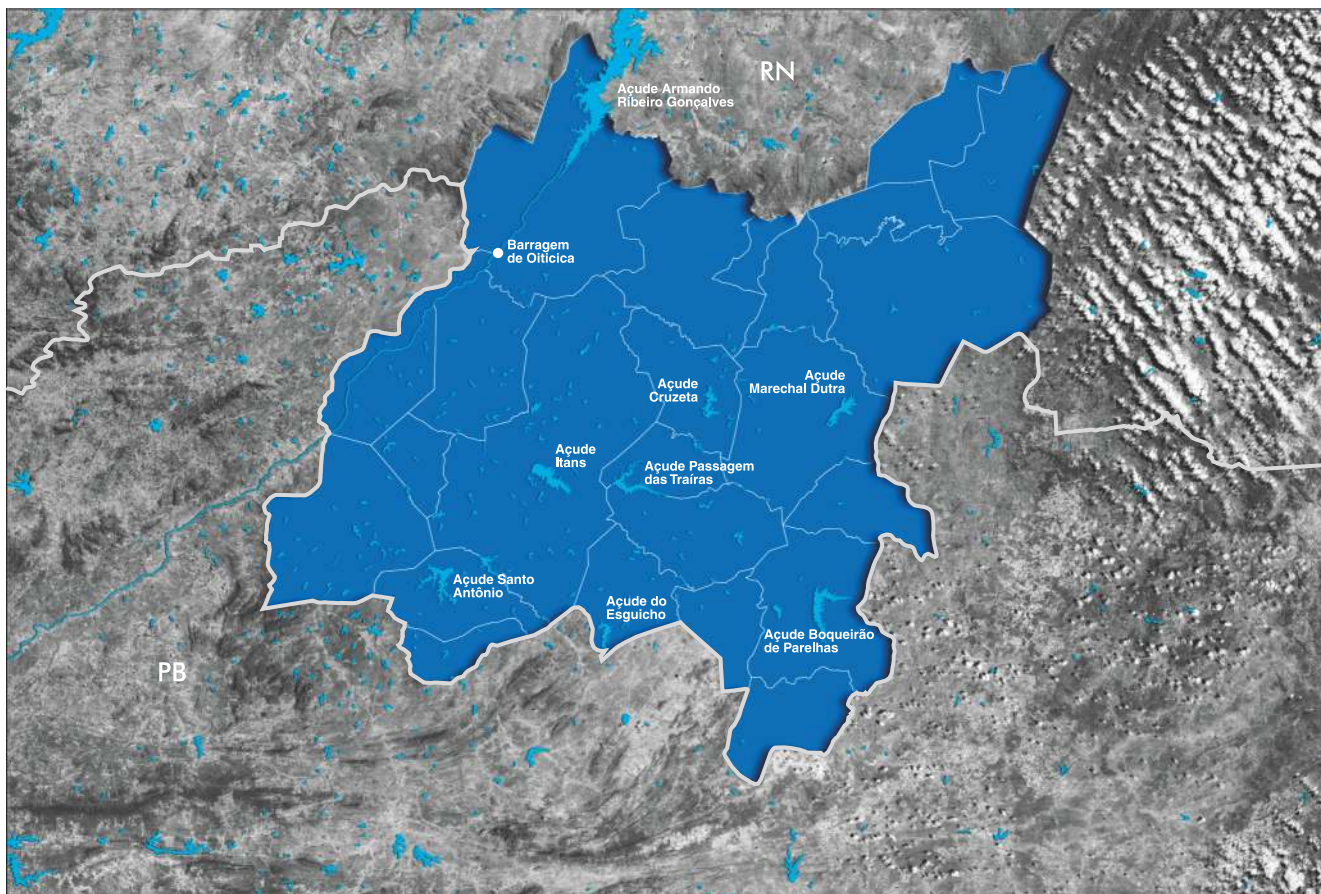 RN
Açude Armando
Ribeiro Gonçalves
Barragem
de Oiticica
Açude
Cruzeta
Açude
Marechal Dutra
Açude
Itans
Açude Passagem
das Traíras
Açude Santo
Antônio
Açude do
Esguicho
Açude Boqueirão
de Parelhas
PB